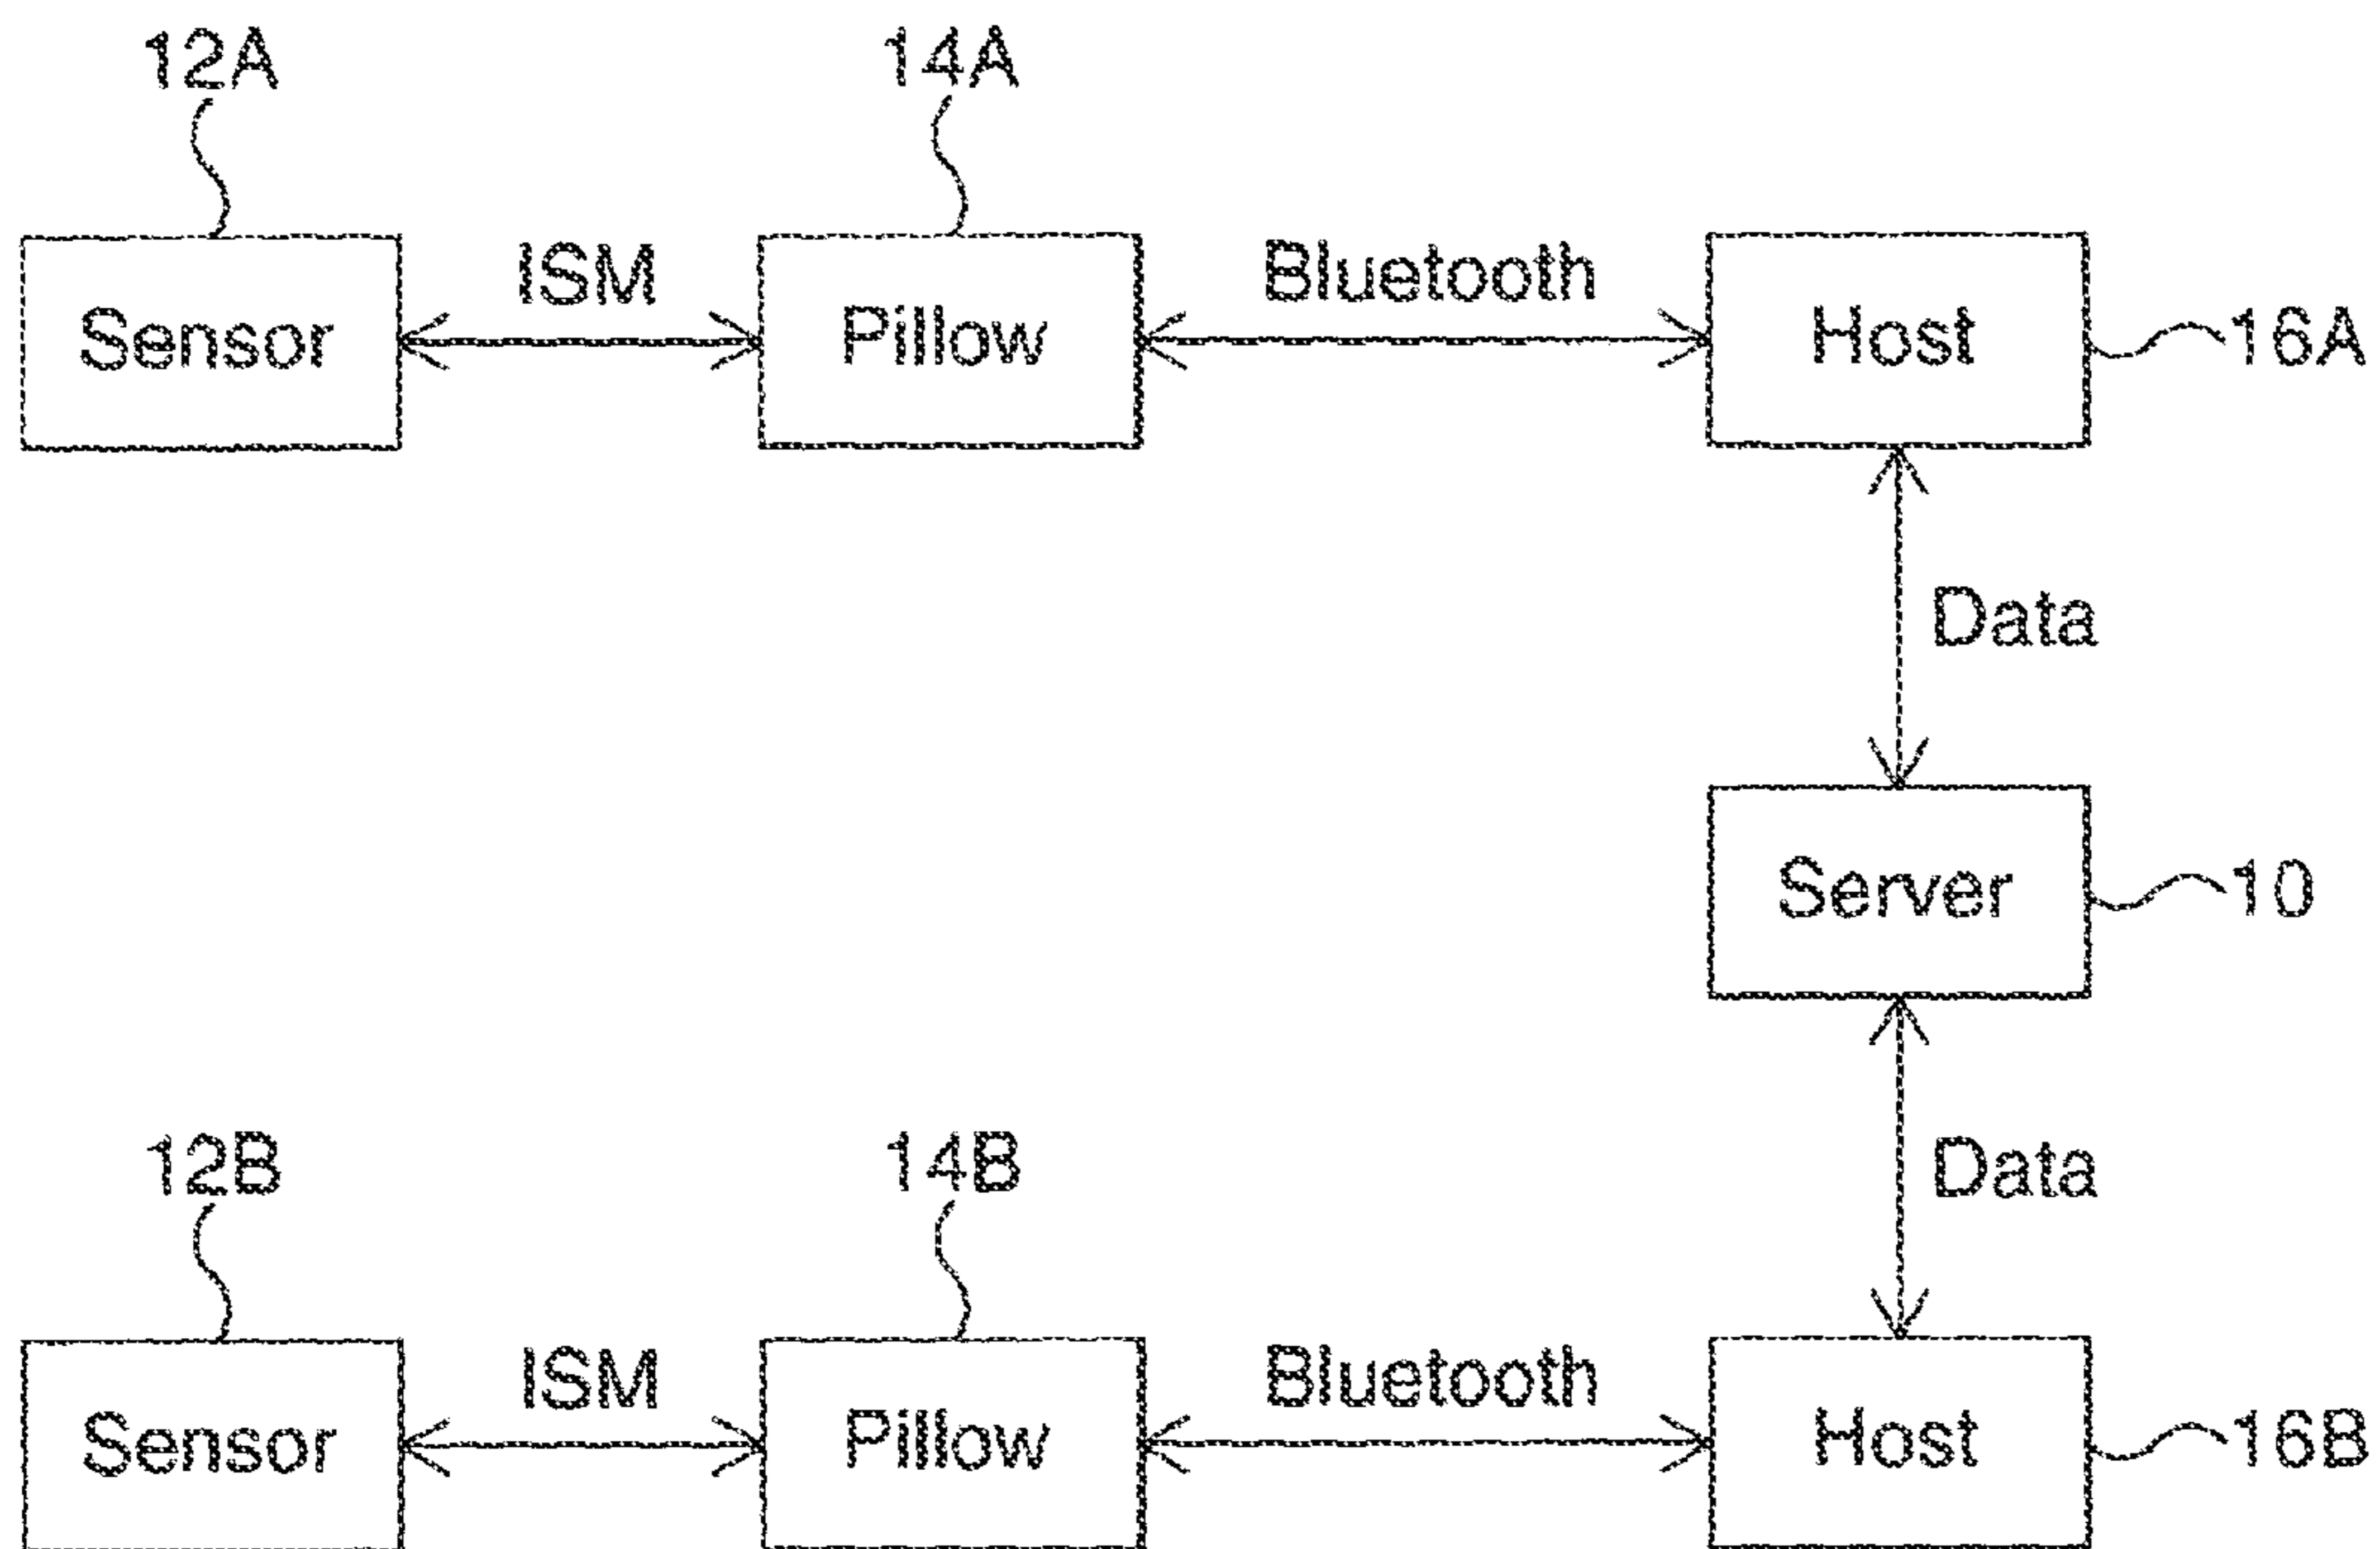 12A
14A
ISM
Bluetooth
Sensor
Pillow
Host
16A
Data
Server
10
12B
14B
Data
ISM
Bluetooth
Sensor
Pillow
Host
16B